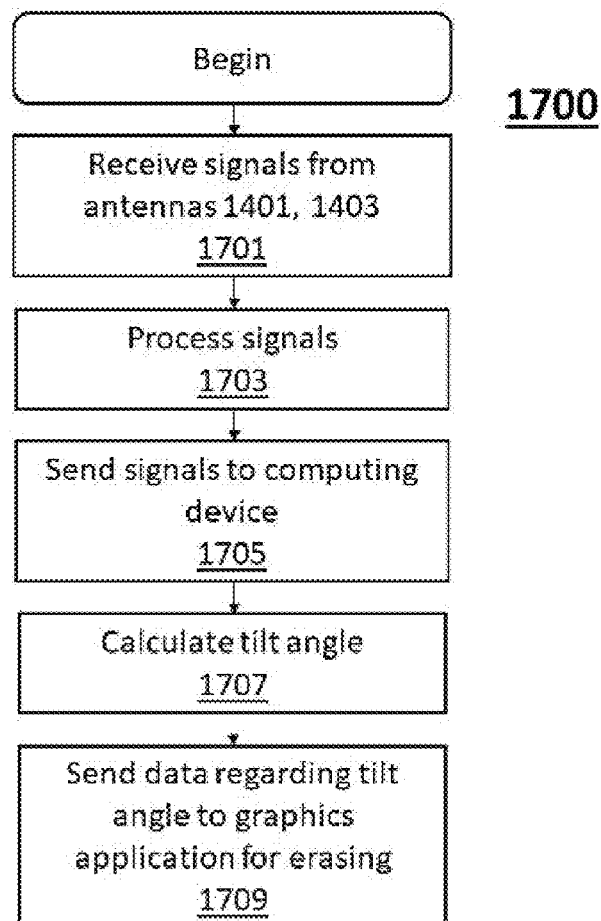 Begin
1700
Receive signals from
antennas 1401, 1403
1701
Process signals
1703
Send signals to computing
device
1705
Calculate tilt angle
1707
Send data regarding tilt
angle to graphics
application for erasing
1709